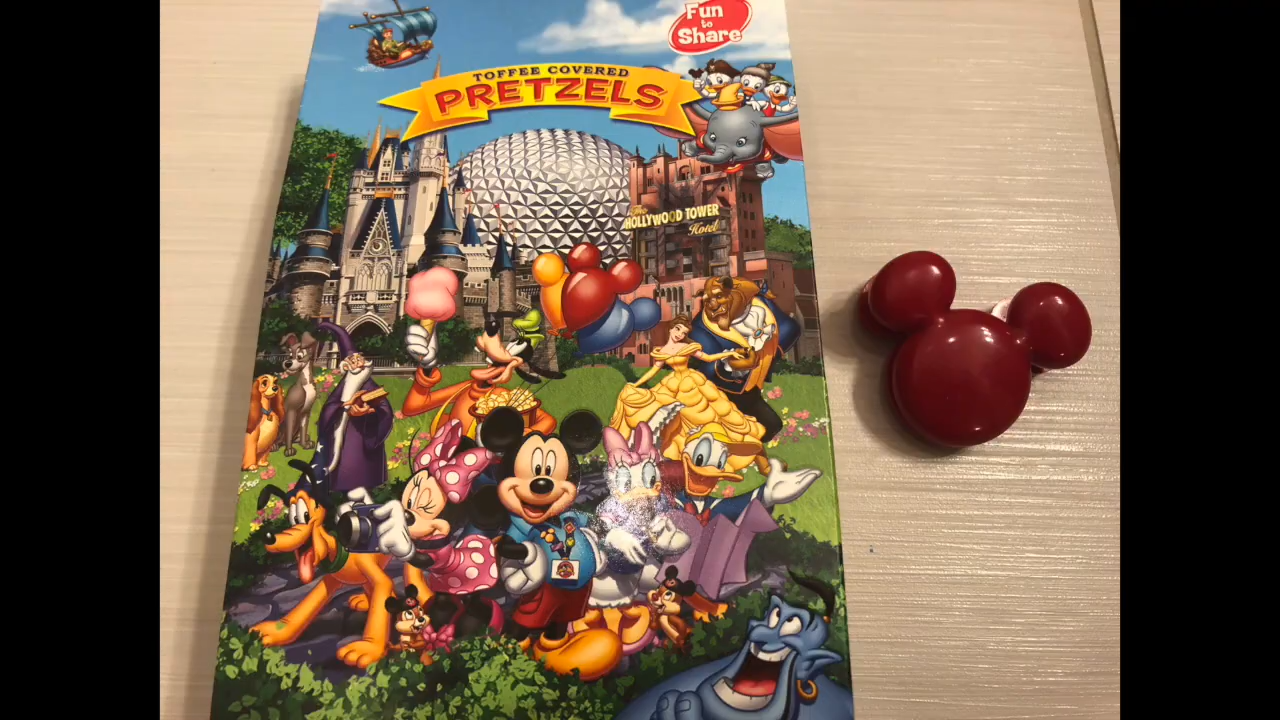 Fun
to
Share
TOFFEE COVERED
PRETZELS
The
HOLLYWOOD TOWER
Hotel